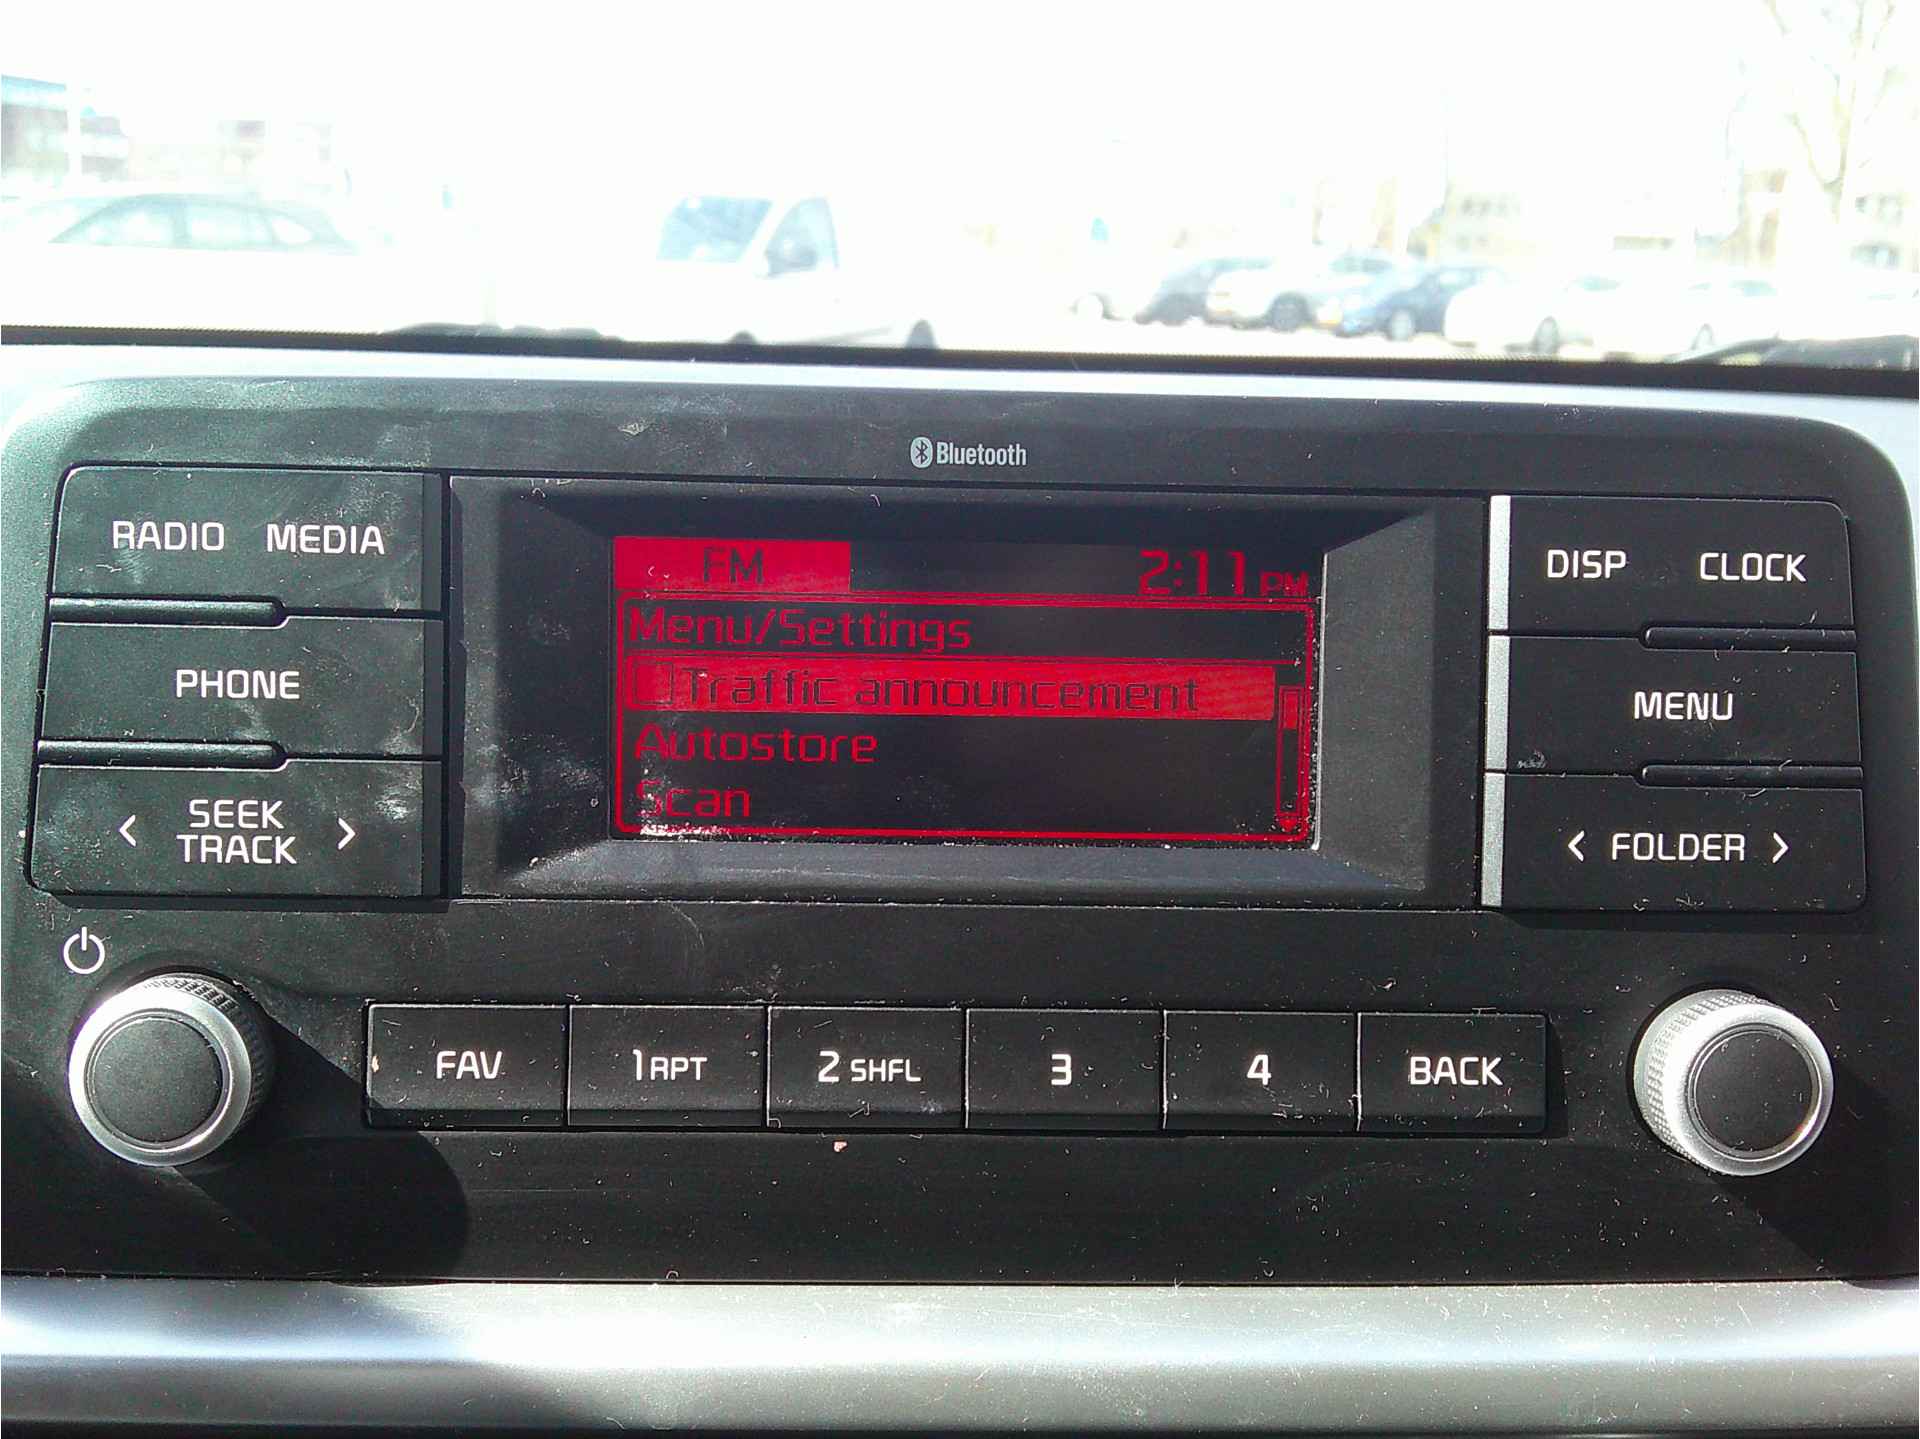 Bluetooth
RADIO MEDIA
PHONE
< SEEK TRACK >
FM 2:11 PM
Menu/Settings
Traffic announcement
Autostore
Scan
DISP CLOCK
MENU
< FOLDER >
FAV 1 RPT 2 SHFL 3 4 BACK